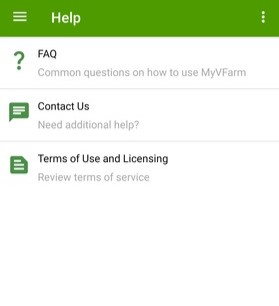 Help
FAQ
Common questions on how to use MyVFarm
Contact Us
Need additional help?
Terms of Use and Licensing
Review terms of service